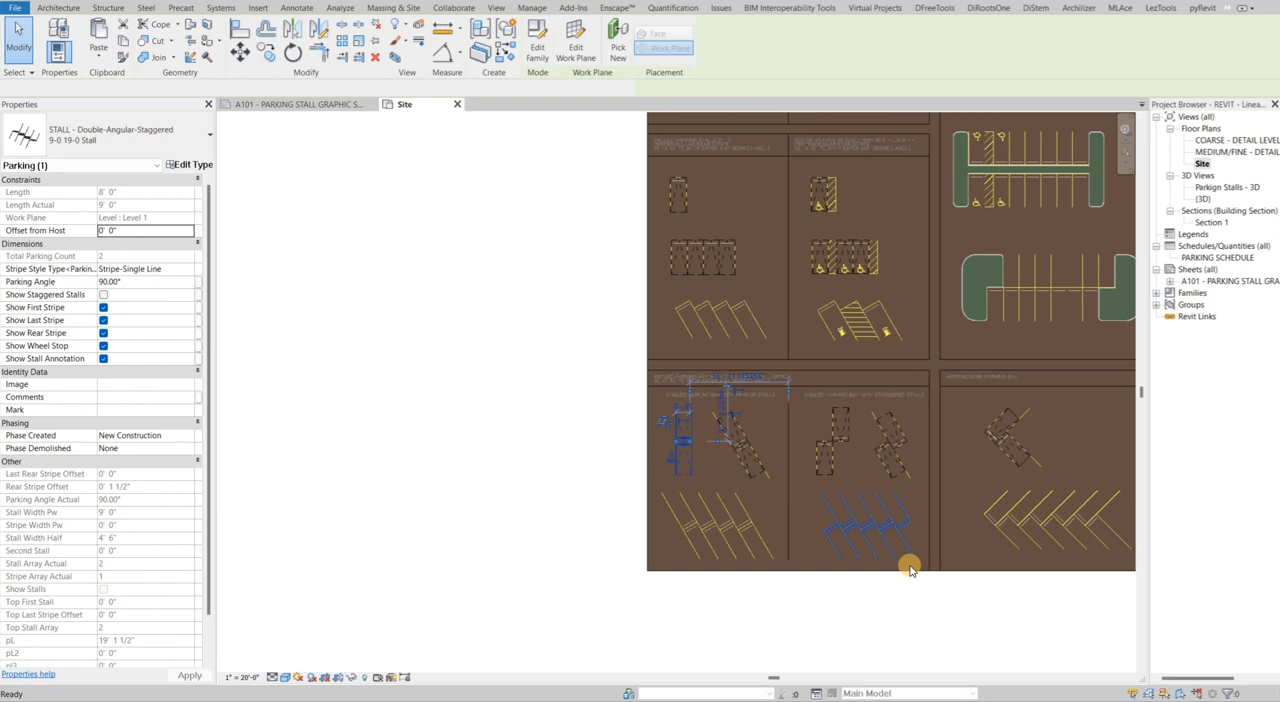 File Architecture Structure Steel Precast Systems Insert Annotate Analyze Massing & Site Collaborate View Manage Add-Ins Enscape™ Quantification Issues BIM Interoperability Tools Virtual Projects DFreeTools DiRootsOne DiStem Archilizer MLAce LezTools pyRevit
Modify
Paste
Cope
Cut
Join
Edit Family
Edit Work Plane
Pick New
Face
Work Plane
Select Properties Clipboard Geometry Modify View Measure Create Mode Work Plane Placement
Properties
A101 - PARKING STALL GRAPHIC S...
Site
Project Browser - REVIT - Linea...
STALL - Double-Angular-Staggered
9-0 19-0 Stall
Parking (1)
Edit Type
Constraints
Length 8' 0"
Length Actual 9' 0"
Work Plane Level : Level 1
Offset from Host 0' 0"
Dimensions
Total Parking Count 2
Stripe Style Type<Parkin... Stripe-Single Line
Parking Angle 90.00°
Show Staggered Stalls
Show First Stripe
Show Last Stripe
Show Rear Stripe
Show Wheel Stop
Show Stall Annotation
Identity Data
Image
Comments
Mark
Phasing
Phase Created New Construction
Phase Demolished None
Other
Last Rear Stripe Offset 0' 0"
Rear Stripe Offset 0' 1 1/2"
Parking Angle Actual 90.00°
Stall Width Pw 9' 0"
Stripe Width Pw 0' 0"
Stall Width Half 4' 6"
Second Stall 0' 0"
Stall Array Actual 2
Stripe Array Actual 1
Show Stalls
Top First Stall 0' 0"
Top Last Stripe Offset 0' 0"
Top Stall Array 2
pL 19' 1 1/2"
pL2 0' 0"
Properties help
Apply
Views (all)
Floor Plans
COARSE - DETAIL LEVEL
MEDIUM/FINE - DETAIL
Site
3D Views
Parkign Stalls - 3D
{3D}
Sections (Building Section)
Section 1
Legends
Schedules/Quantities (all)
PARKING SCHEDULE
Sheets (all)
A101 - PARKING STALL GRA
Families
Groups
Revit Links
HERRINGBONE PARKING BAY
ANGLED PARKING BAY WITH STAGGERED STALLS
1" = 20'-0"
Ready
:0
Main Model
:0